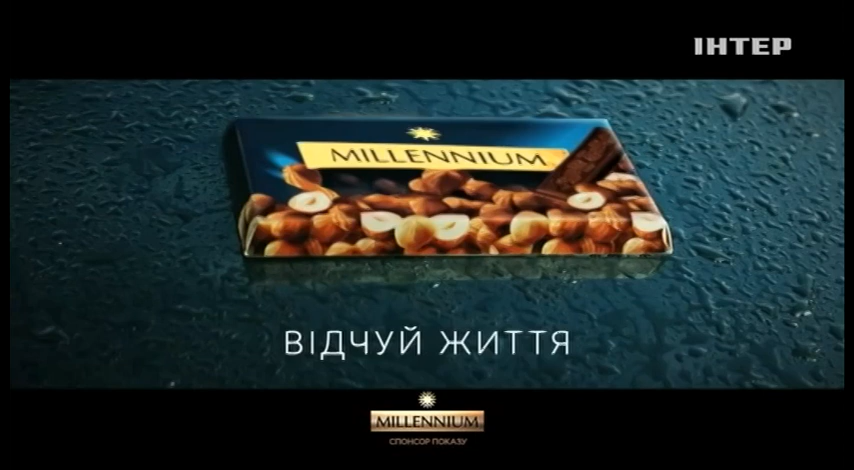 ІНТЕР
MILLENNIUM
ВІДЧУЙ ЖИТТЯ
MILLENNIUM
СПОНСОР ПОКАЗУ